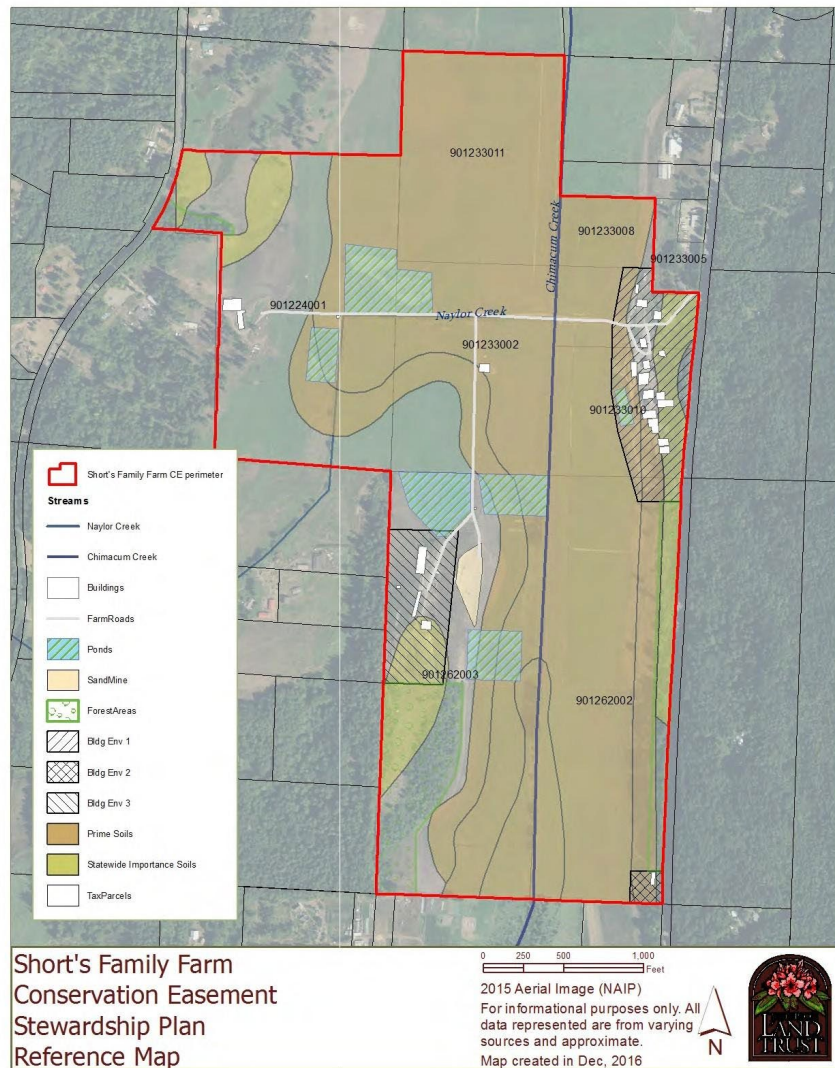 901233011
901233008
901233005
Chimacum Creek
901224001
Naylor Creek
901233002
901233010
901262003
901262002
Short's Family Farm CE perimeter
Streams
Naylor Creek
Chimacum Creek
Buildings
FarmRoads
Ponds
SandMine
ForestAreas
Bldg Env 1
Bldg Env 2
Bldg Env 3
Prime Soils
Statewide Importance Soils
TaxParcels
Short's Family Farm
Conservation Easement
Stewardship Plan
Reference Map
0 250 500 1,000
Feet
2015 Aerial Image (NAIP)
For informational purposes only. All
data represented are from varying
sources and approximate.
Map created in Dec, 2016
N
LAND
TRUST